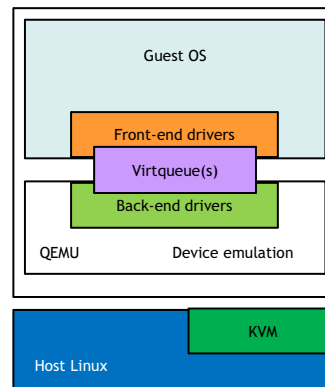 Guest OS
Front-end drivers
Virtqueue(s)
Back-end drivers
QEMU Device emulation
KVM
Host Linux